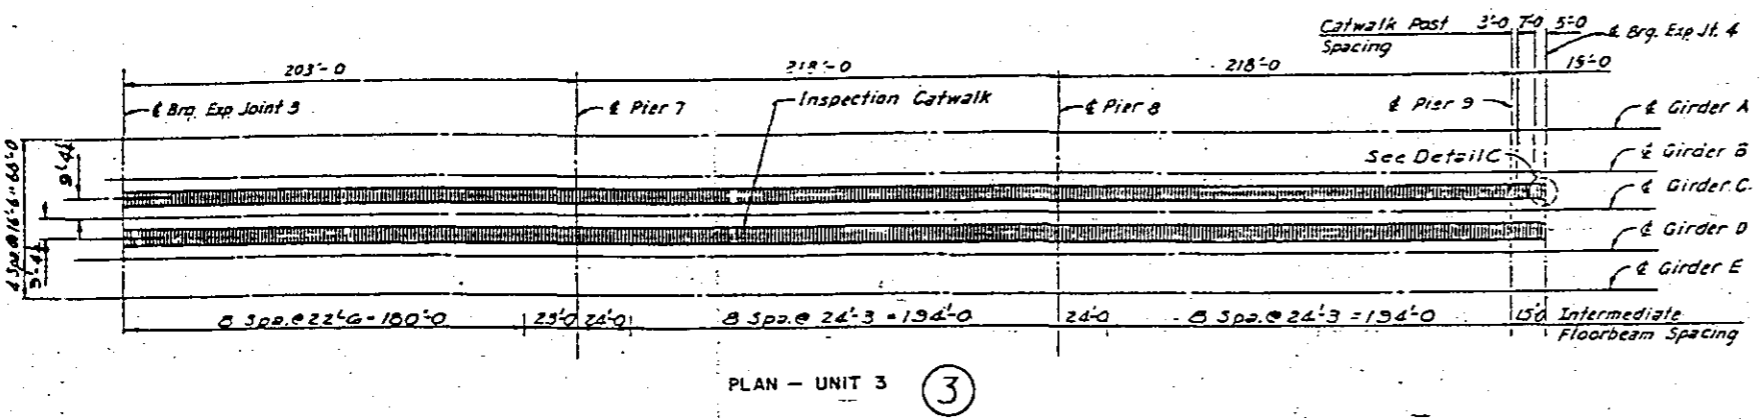 Catwalk Post 3'-0 7'-0 5'-0
Spacing
℄ Brg. Exp. Jt. 4
203'-0
218'-0
218'-0
15'-0
℄ Brg. Exp Joint 3
℄ Pier 7
Inspection Catwalk
℄ Pier 8
℄ Pier 9
℄ Girder A
See Detail C
℄ Girder B
℄ Girder C
℄ Girder D
℄ Girder E
4 Spa @ 16'-6 = 66'-0
9'-4½
8 Spa. @ 22'-6 = 180'-0
23'-0
24'-0
8 Spa. @ 24'-3 = 194'-0
24'-0
8 Spa. @ 24'-3 = 194'-0
15'-0
Intermediate
Floorbeam Spacing
PLAN — UNIT 3
3